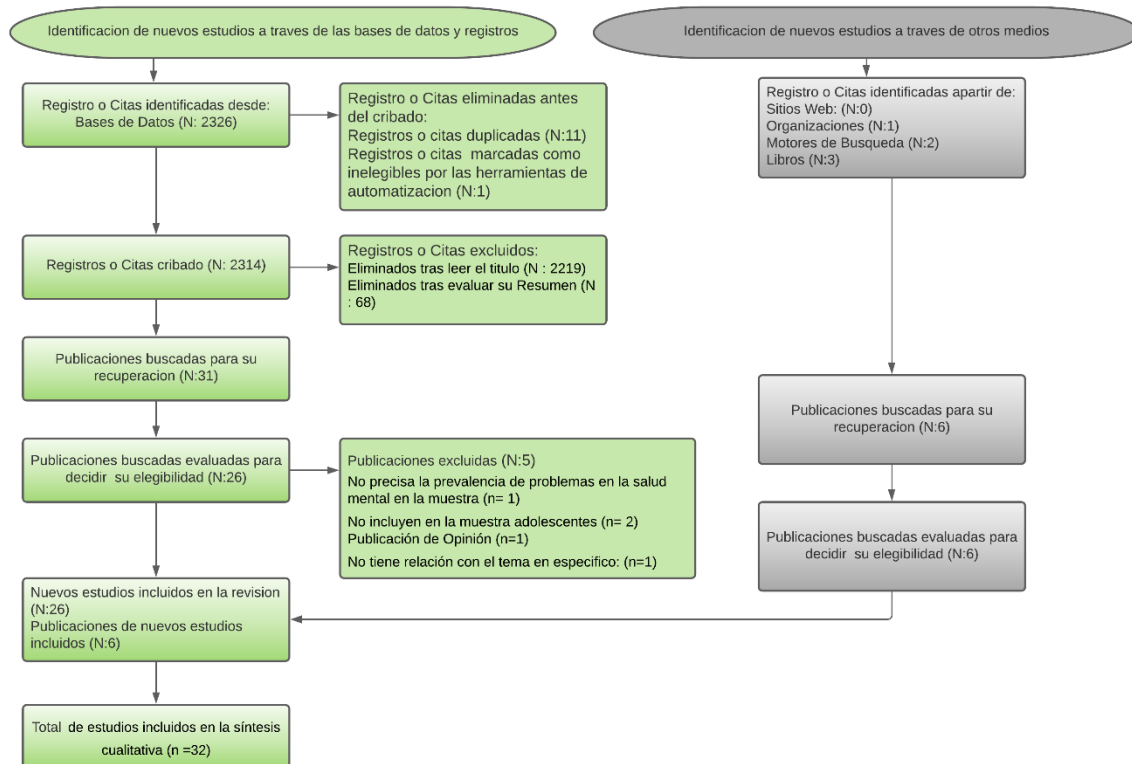 Identificacion de nuevos estudios a traves de las bases de datos y registros
Identificacion de nuevos estudios a traves de otros medios
Registro o Citas identificadas desde:
Bases de Datos (N: 2326)
Registro o Citas eliminadas antes
del cribado:
Registros o citas duplicadas (N:11)
Registros o citas marcadas como
inelegibles por las herramientas de
automatizacion (N:1)
Registro o Citas identificadas apartir de:
Sitios Web: (N:0)
Organizaciones (N:1)
Motores de Busqueda (N:2)
Libros (N:3)
Registros o Citas cribado (N: 2314)
Registros o Citas excluidos:
Eliminados tras leer el titulo (N : 2219)
Eliminados tras evaluar su Resumen (N
: 68)
Publicaciones buscadas para su
recuperacion (N:31)
Publicaciones buscadas para su
recuperacion (N:6)
Publicaciones buscadas evaluadas para
decidir su elegibilidad (N:26)
Publicaciones excluidas (N:5)
No precisa la prevalencia de problemas en la salud
mental en la muestra (n= 1)
No incluyen en la muestra adolescentes (n= 2)
Publicación de Opinión (n=1)
No tiene relación con el tema en especifico: (n=1)
Publicaciones buscadas evaluadas para
decidir su elegibilidad (N:6)
Nuevos estudios incluidos en la revision
(N:26)
Publicaciones de nuevos estudios
incluidos (N:6)
Total de estudios incluidos en la síntesis
cualitativa (n =32)